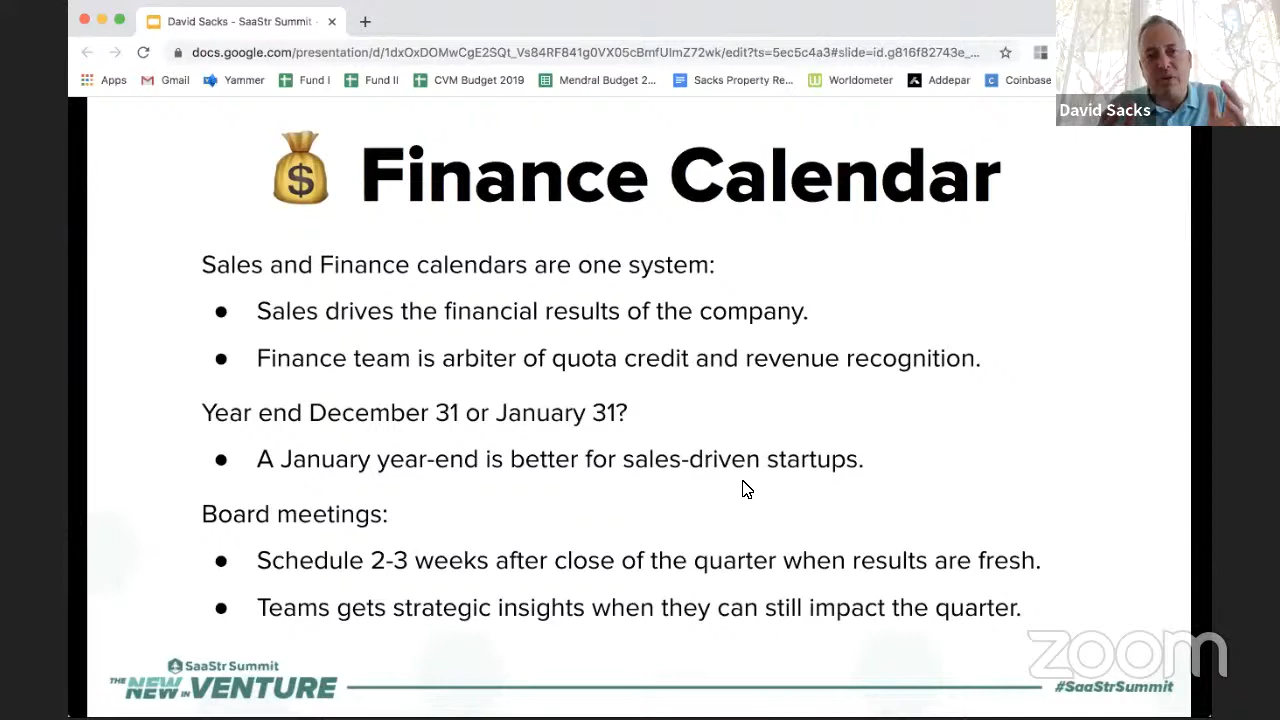 David Sacks - SaaStr Summit -
docs.google.com/presentation/d/1dxOxDOMwCgE2SQt_Vs84RF841g0VX05cBmfUImZ72wk/edit?ts=5ec5c4a3#slide=id.g816f82743e_...
Apps Gmail Yammer Fund I Fund II CVM Budget 2019 Mendral Budget 2... Sacks Property Re... Worldometer Addepar Coinbase
David Sacks
$ Finance Calendar
Sales and Finance calendars are one system:
● Sales drives the financial results of the company.
● Finance team is arbiter of quota credit and revenue recognition.
Year end December 31 or January 31?
● A January year-end is better for sales-driven startups.
Board meetings:
● Schedule 2-3 weeks after close of the quarter when results are fresh.
● Teams gets strategic insights when they can still impact the quarter.
zoom
SaaStr Summit
THE NEW IN VENTURE
#SaaStrSummit